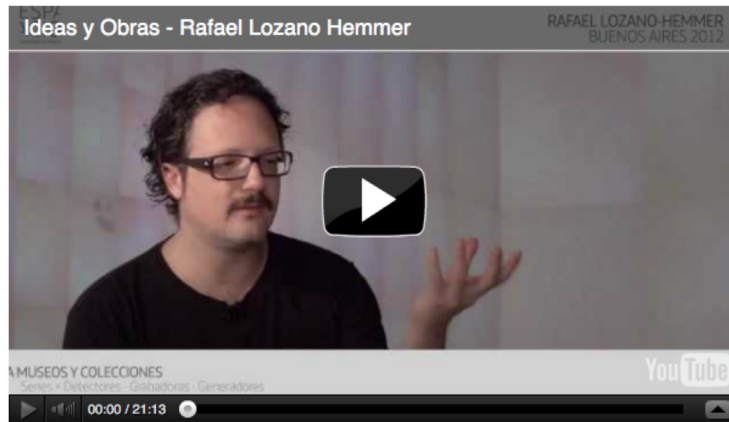 Ideas y Obras - Rafael Lozano Hemmer
RAFAEL LOZANO-HEMMER
BUENOS AIRES 2012
A MUSEOS Y COLECCIONES
Series » Detectores - Grabadoras - Generadores
YouTube
00:00 / 21:13